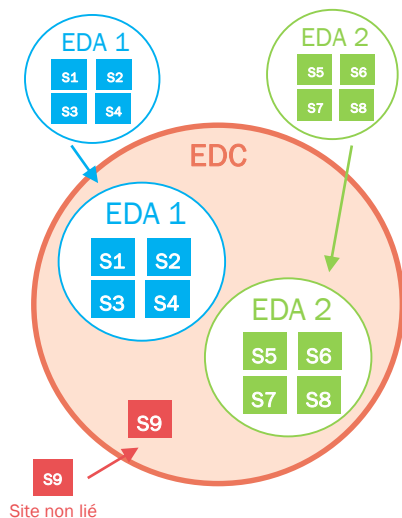 EDA 1
S1 S2
S3 S4
EDA 2
S5 S6
S7 S8
EDC
EDA 1
S1 S2
S3 S4
EDA 2
S5 S6
S7 S8
S9
S9
Site non lié